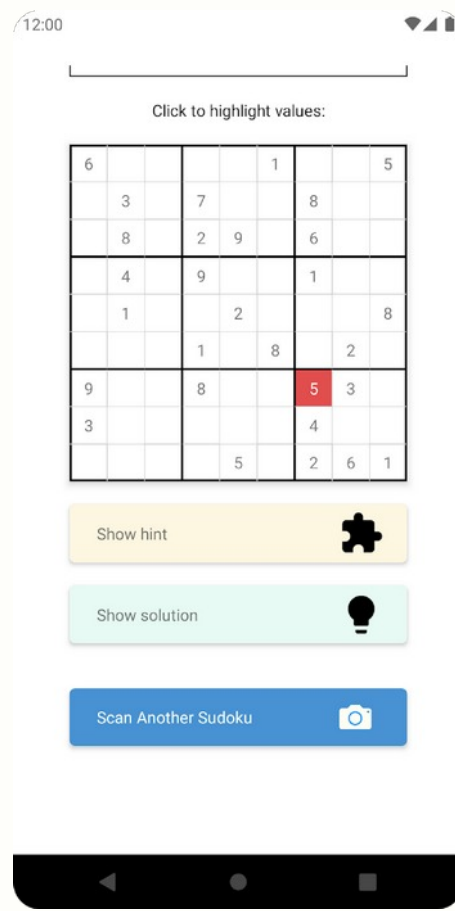 12:00
Click to highlight values:
6 1 5
3 7 8
8 2 9 6
4 9 1
1 2 8
1 8 2
9 8 5 3
3 4
5 2 6 1
Show hint
Show solution
Scan Another Sudoku